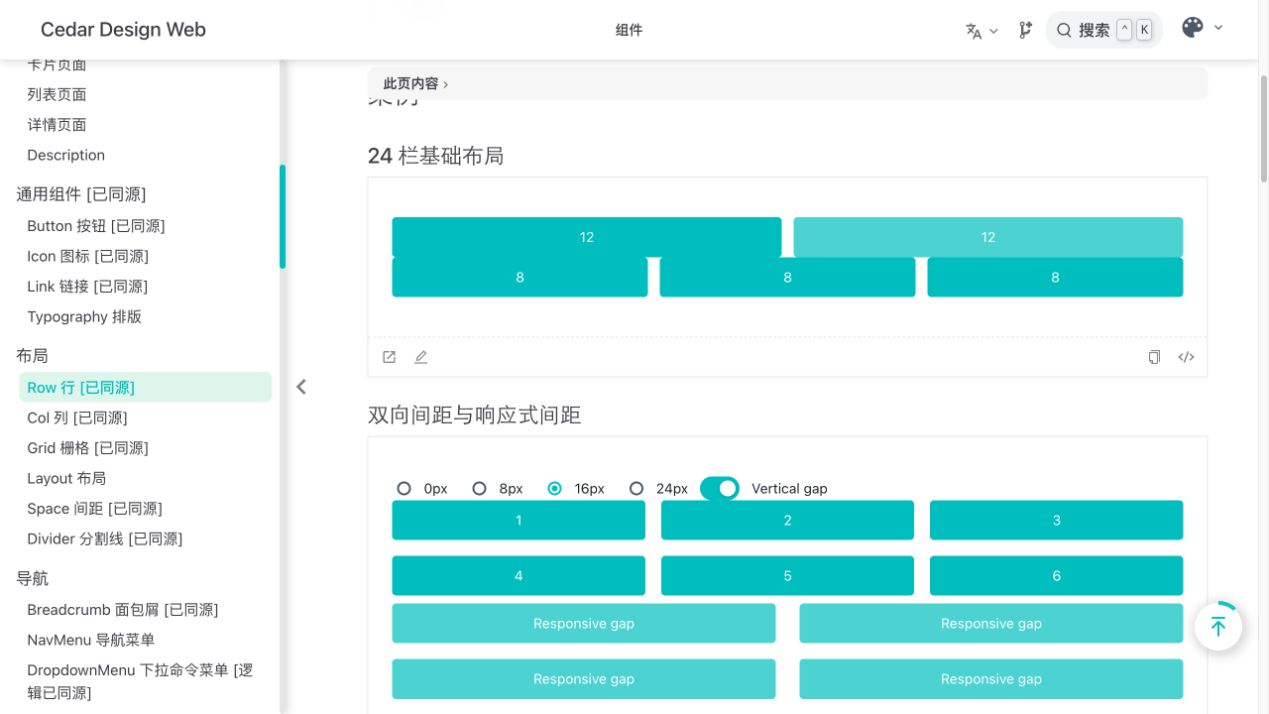 Cedar Design Web
组件
搜索 ^ K
卡片页面
列表页面
详情页面
Description
通用组件 [已同源]
Button 按钮 [已同源]
Icon 图标 [已同源]
Link 链接 [已同源]
Typography 排版
布局
Row 行 [已同源]
Col 列 [已同源]
Grid 栅格 [已同源]
Layout 布局
Space 间距 [已同源]
Divider 分割线 [已同源]
导航
Breadcrumb 面包屑 [已同源]
NavMenu 导航菜单
DropdownMenu 下拉命令菜单 [逻
辑已同源]
此页内容 ›
案例
24 栏基础布局
12 12
8 8 8
</>
双向间距与响应式间距
0px 8px 16px 24px Vertical gap
1 2 3
4 5 6
Responsive gap Responsive gap
Responsive gap Responsive gap